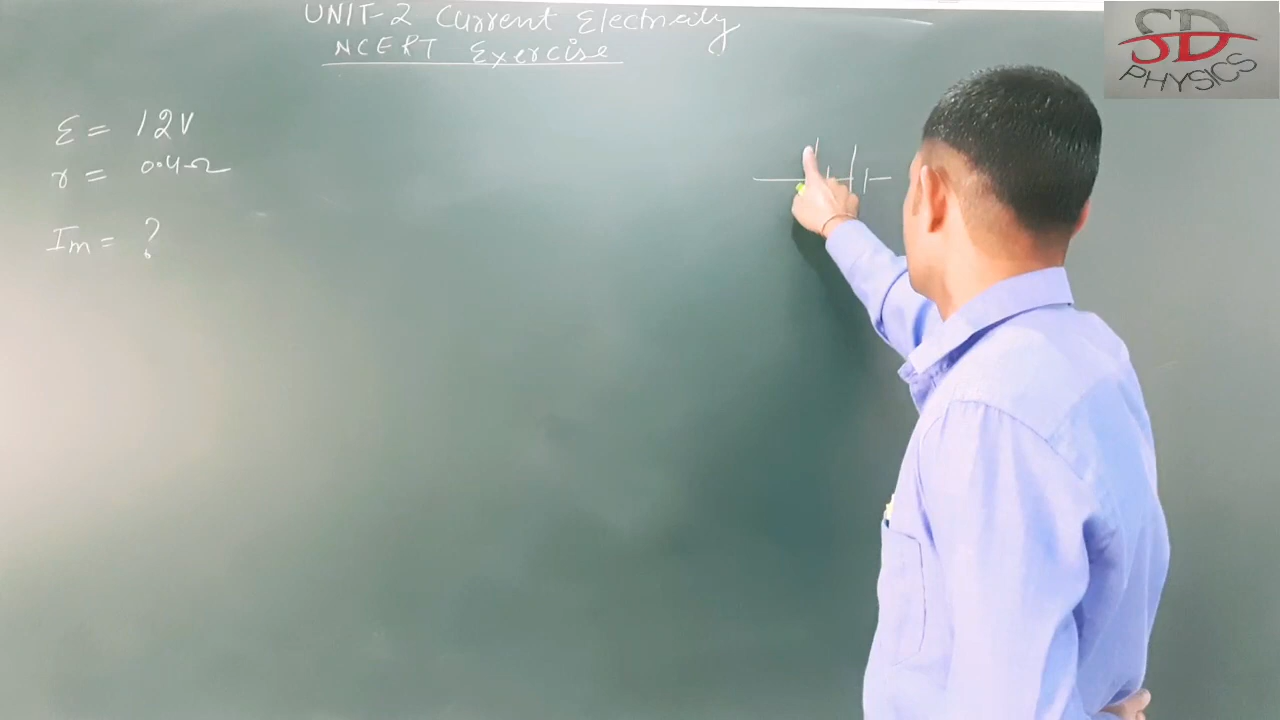 UNIT-2 Current Electricity
NCERT Exercise
SD
PHYSICS
ε = 12V
r = 0.4Ω
Im = ?